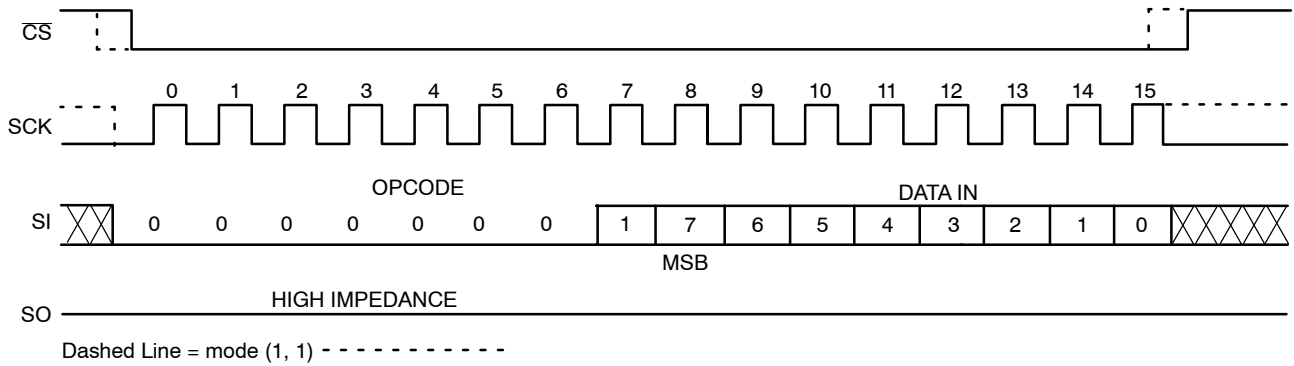 CS
0 1 2 3 4 5 6 7 8 9 10 11 12 13 14 15
SCK
OPCODE DATA IN
SI 0 0 0 0 0 0 0 1 7 6 5 4 3 2 1 0
MSB
HIGH IMPEDANCE
SO
Dashed Line = mode (1, 1)